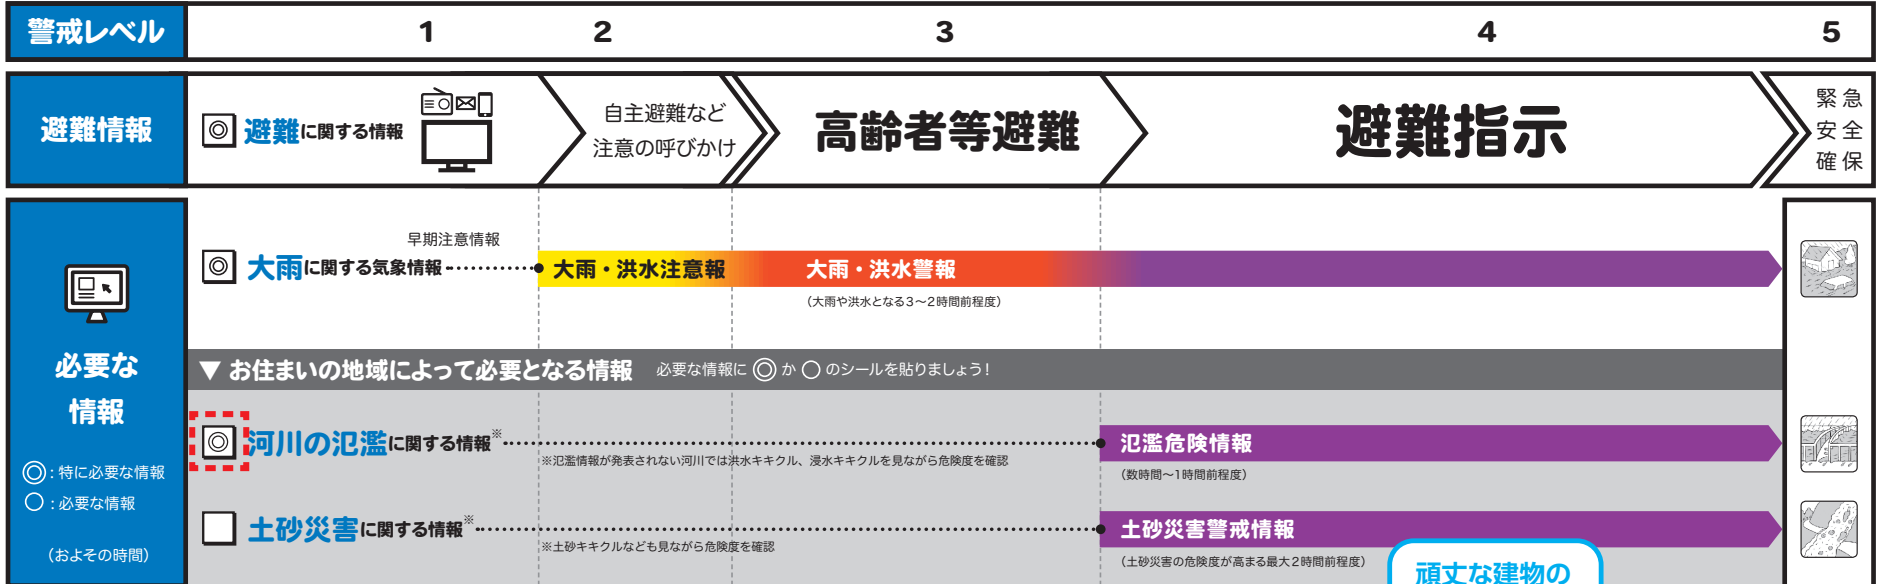 警戒レベル 1 2 3 4 5
避難情報
◎ 避難に関する情報
自主避難など
注意の呼びかけ
高齢者等避難
避難指示
緊急
安全
確保
必要な
情報
◎:特に必要な情報
○:必要な情報
(おおよその時間)
早期注意情報
◎ 大雨に関する気象情報
大雨・洪水注意報
大雨・洪水警報
(大雨や洪水となる3〜2時間前程度)
▼ お住まいの地域によって必要となる情報 必要な情報に ◎ か ○ のシールを貼りましょう!
◎ 河川の氾濫に関する情報※
※氾濫情報が発表されない河川では洪水キキクル、浸水キキクルを見ながら危険度を確認
氾濫危険情報
(数時間〜1時間前程度)
土砂災害に関する情報※
※土砂キキクルなども見ながら危険度を確認
土砂災害警戒情報
(土砂災害の危険度が高まる最大2時間前程度)
頑丈な建物の